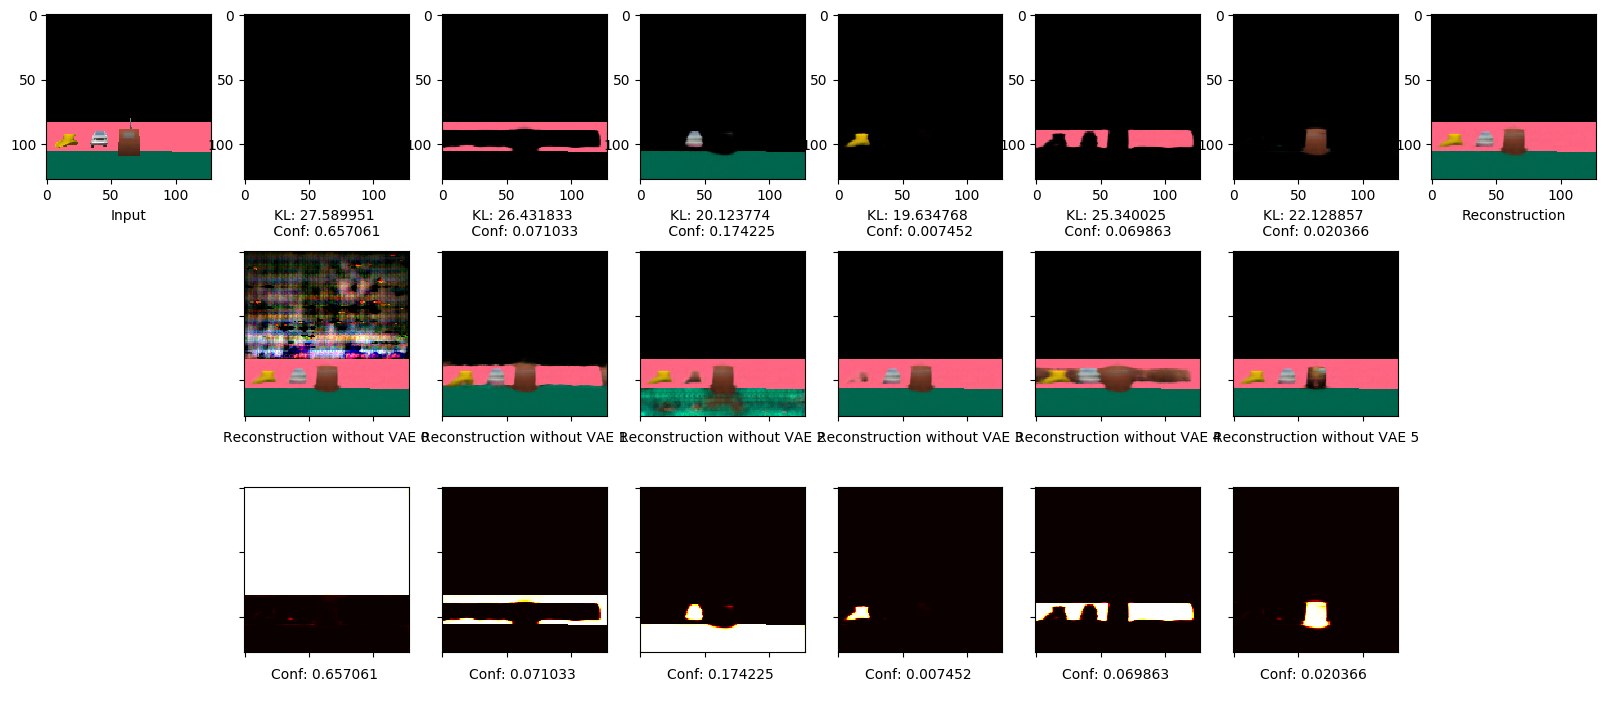 0
0
0
0
0
0
0
0
50
50
50
50
50
50
50
50
100
100
100
100
100
100
100
100
0 50 100
0 50 100
0 50 100
0 50 100
0 50 100
0 50 100
0 50 100
0 50 100
Input
KL: 27.589951
Conf: 0.657061
KL: 26.431833
Conf: 0.071033
KL: 20.123774
Conf: 0.174225
KL: 19.634768
Conf: 0.007452
KL: 25.340025
Conf: 0.069863
KL: 22.128857
Conf: 0.020366
Reconstruction
Reconstruction without VAE 0
Reconstruction without VAE 1
Reconstruction without VAE 2
Reconstruction without VAE 3
Reconstruction without VAE 4
Reconstruction without VAE 5
Conf: 0.657061
Conf: 0.071033
Conf: 0.174225
Conf: 0.007452
Conf: 0.069863
Conf: 0.020366